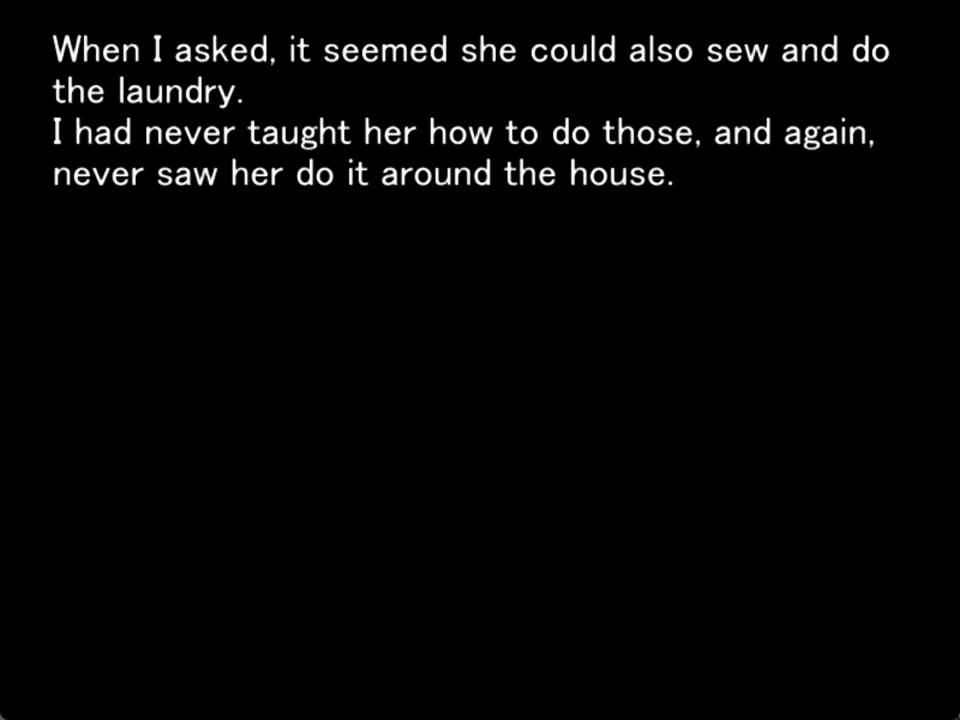 When I asked, it seemed she could also sew and do
the laundry.
I had never taught her how to do those, and again,
never saw her do it around the house.